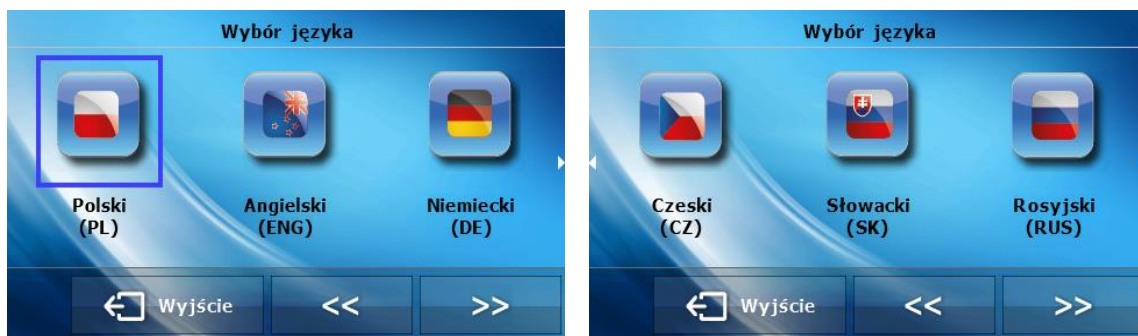 Wybór języka
Polski
(PL)
Angielski
(ENG)
Niemiecki
(DE)
Wyjście
<<
>>
Wybór języka
Czeski
(CZ)
Słowacki
(SK)
Rosyjski
(RUS)
Wyjście
<<
>>